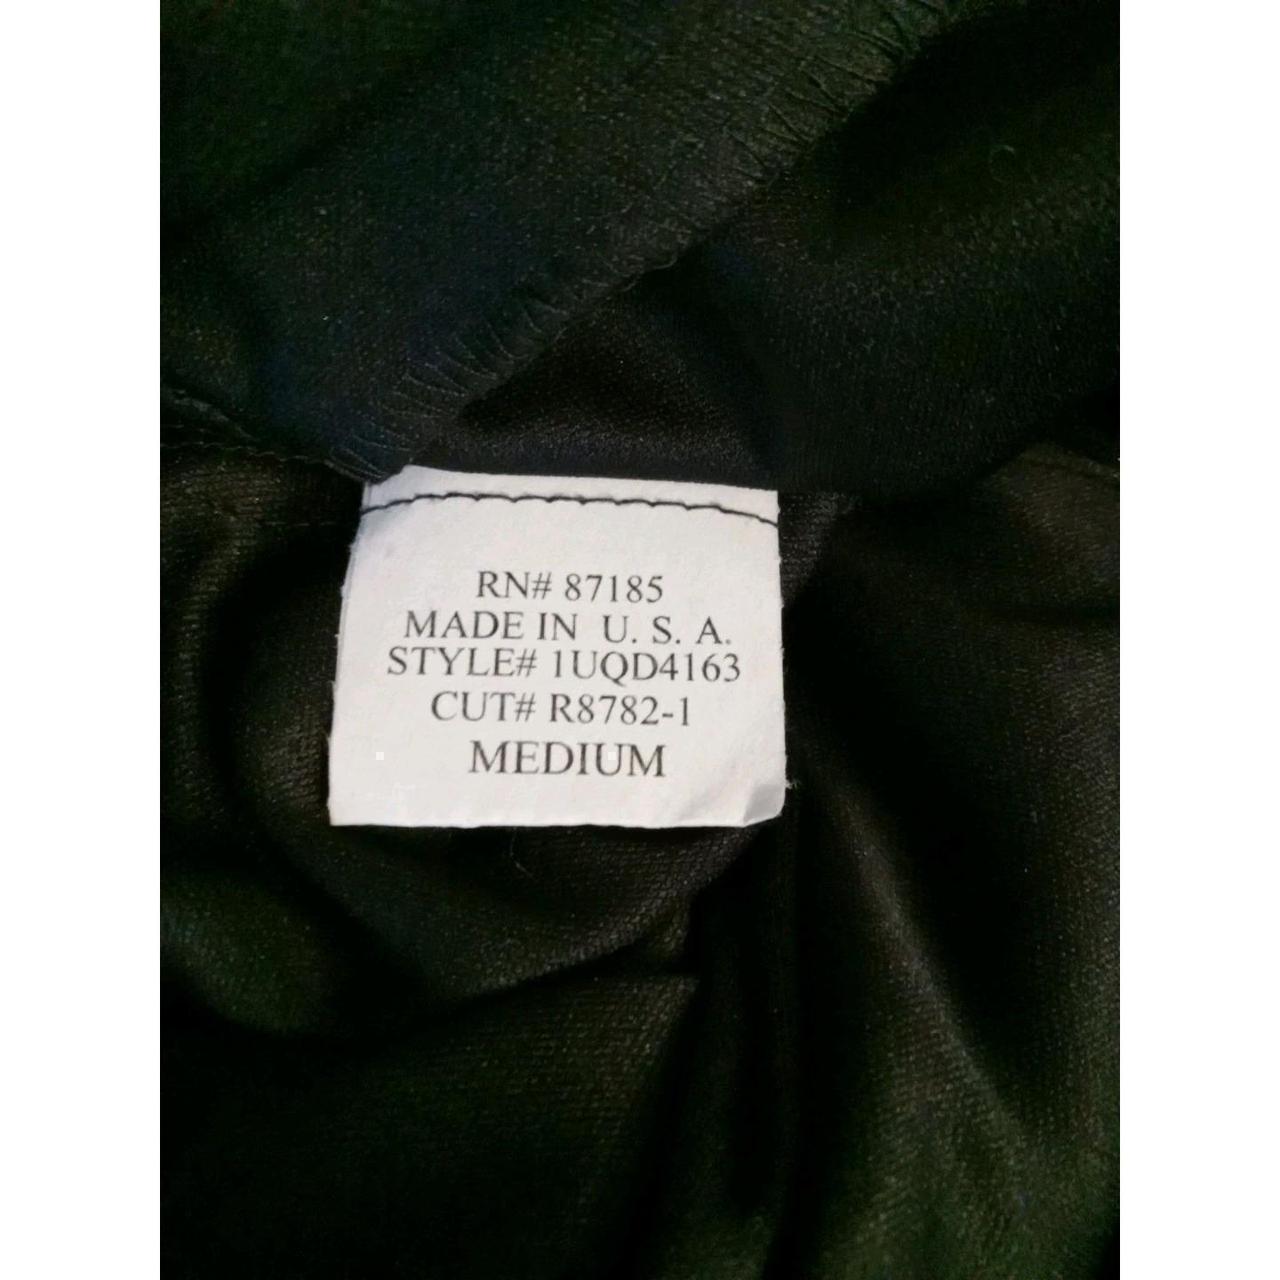 RN# 87185
MADE IN U. S. A.
STYLE# 1UQD4163
CUT# R8782-1
MEDIUM